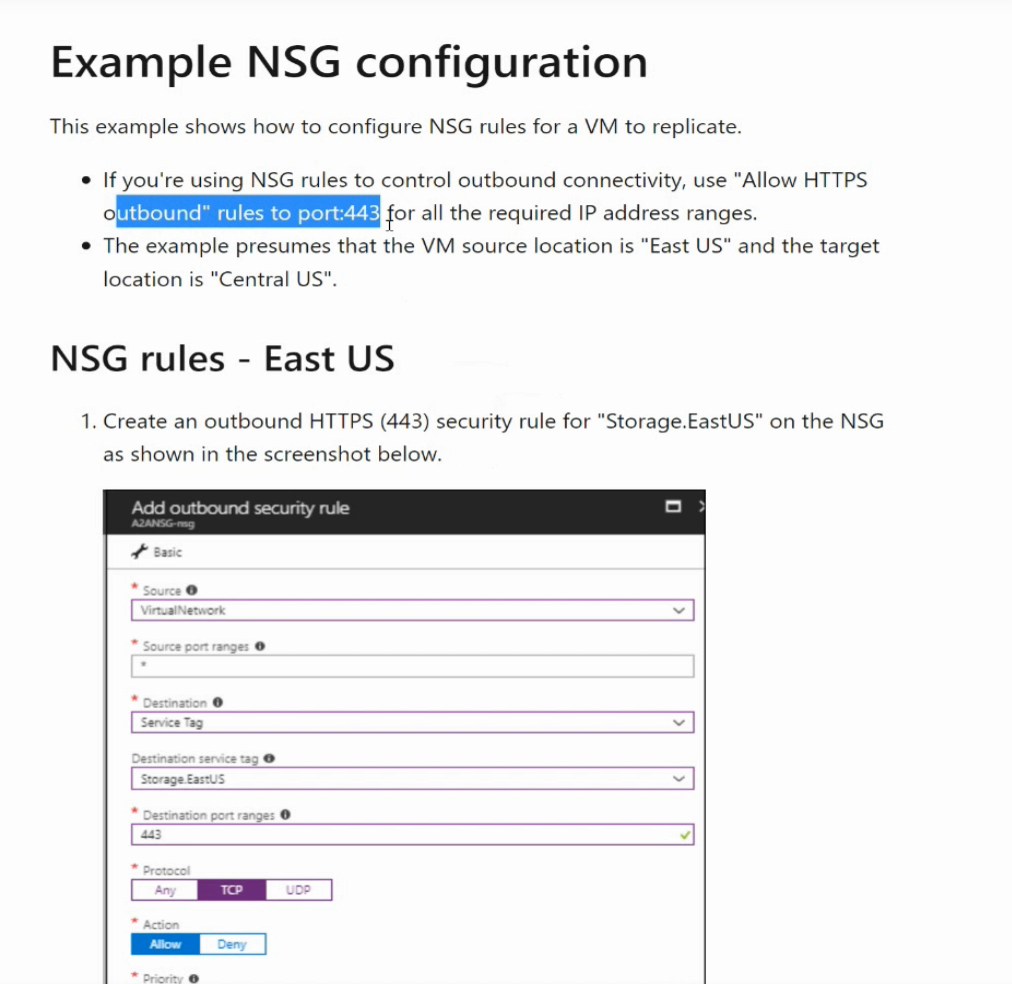 Example NSG configuration
This example shows how to configure NSG rules for a VM to replicate.
• If you're using NSG rules to control outbound connectivity, use "Allow HTTPS
outbound" rules to port:443 for all the required IP address ranges.
• The example presumes that the VM source location is "East US" and the target
location is "Central US".
NSG rules - East US
1. Create an outbound HTTPS (443) security rule for "Storage.EastUS" on the NSG
as shown in the screenshot below.
Add outbound security rule
A2ANSG-nsg
Basic
* Source
VirtualNetwork
* Source port ranges
*
* Destination
Service Tag
Destination service tag
Storage.EastUS
* Destination port ranges
443
* Protocol
Any TCP UDP
* Action
Allow Deny
* Priority